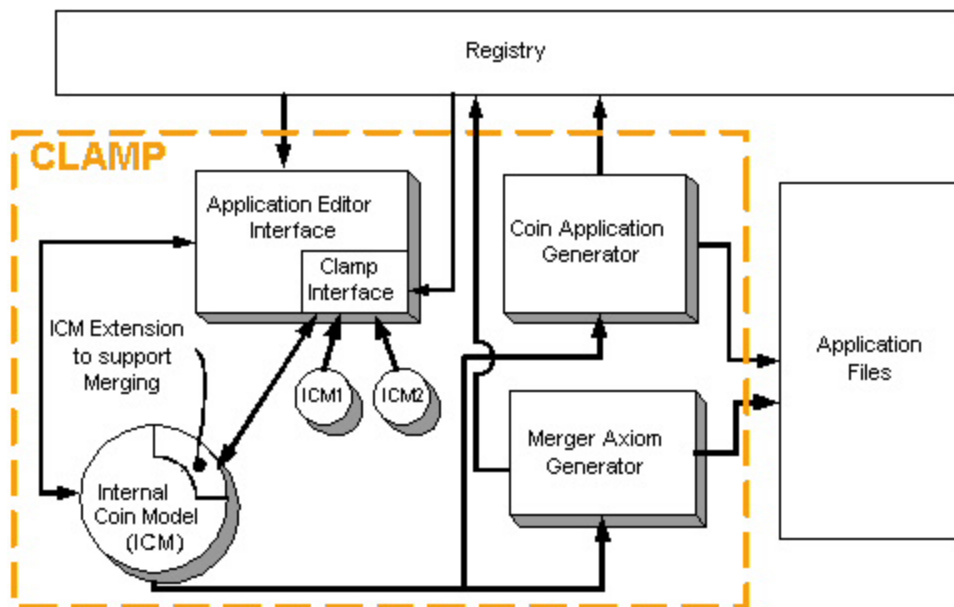 Registry
CLAMP
Application Editor
Interface
Clamp
Interface
Coin Application
Generator
ICM Extension
to support
Merging
ICM1
ICM2
Application
Files
Merger Axiom
Generator
Internal
Coin Model
(ICM)